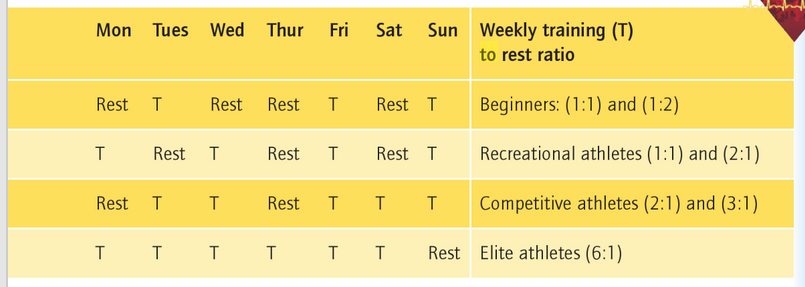 Mon Tues Wed Thur Fri Sat Sun Weekly training (T)
to rest ratio
Rest T Rest Rest T Rest T Beginners: (1:1) and (1:2)
T Rest T Rest T Rest T Recreational athletes (1:1) and (2:1)
Rest T T Rest T T T Competitive athletes (2:1) and (3:1)
T T T T T T Rest Elite athletes (6:1)